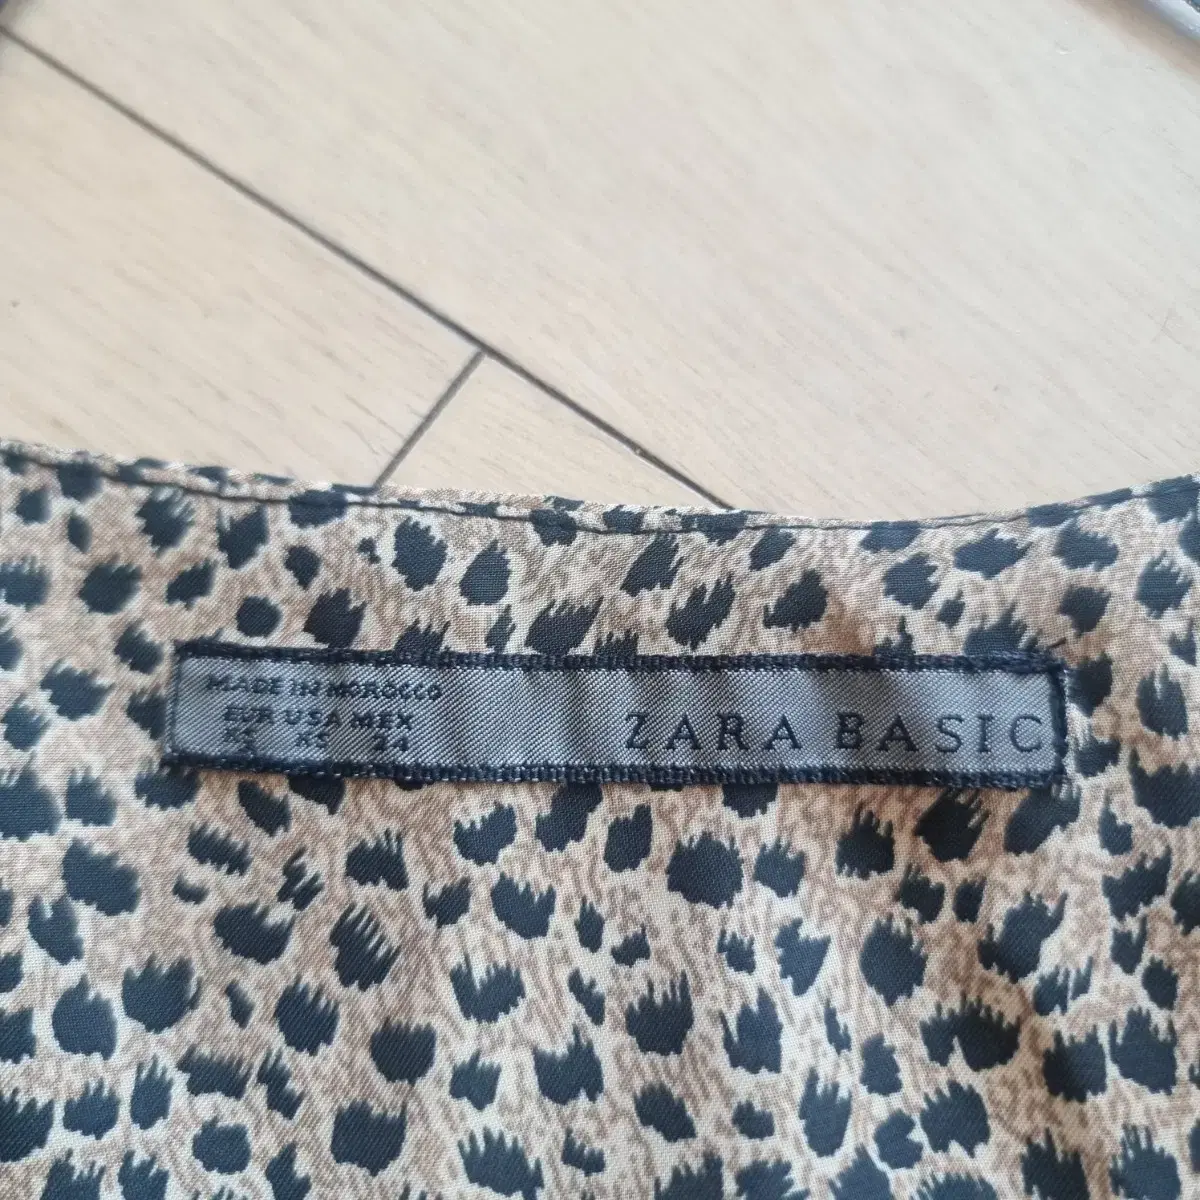 MADE IN MOROCCO
EUR USA MEX
XS XS 24
ZARA BASIC